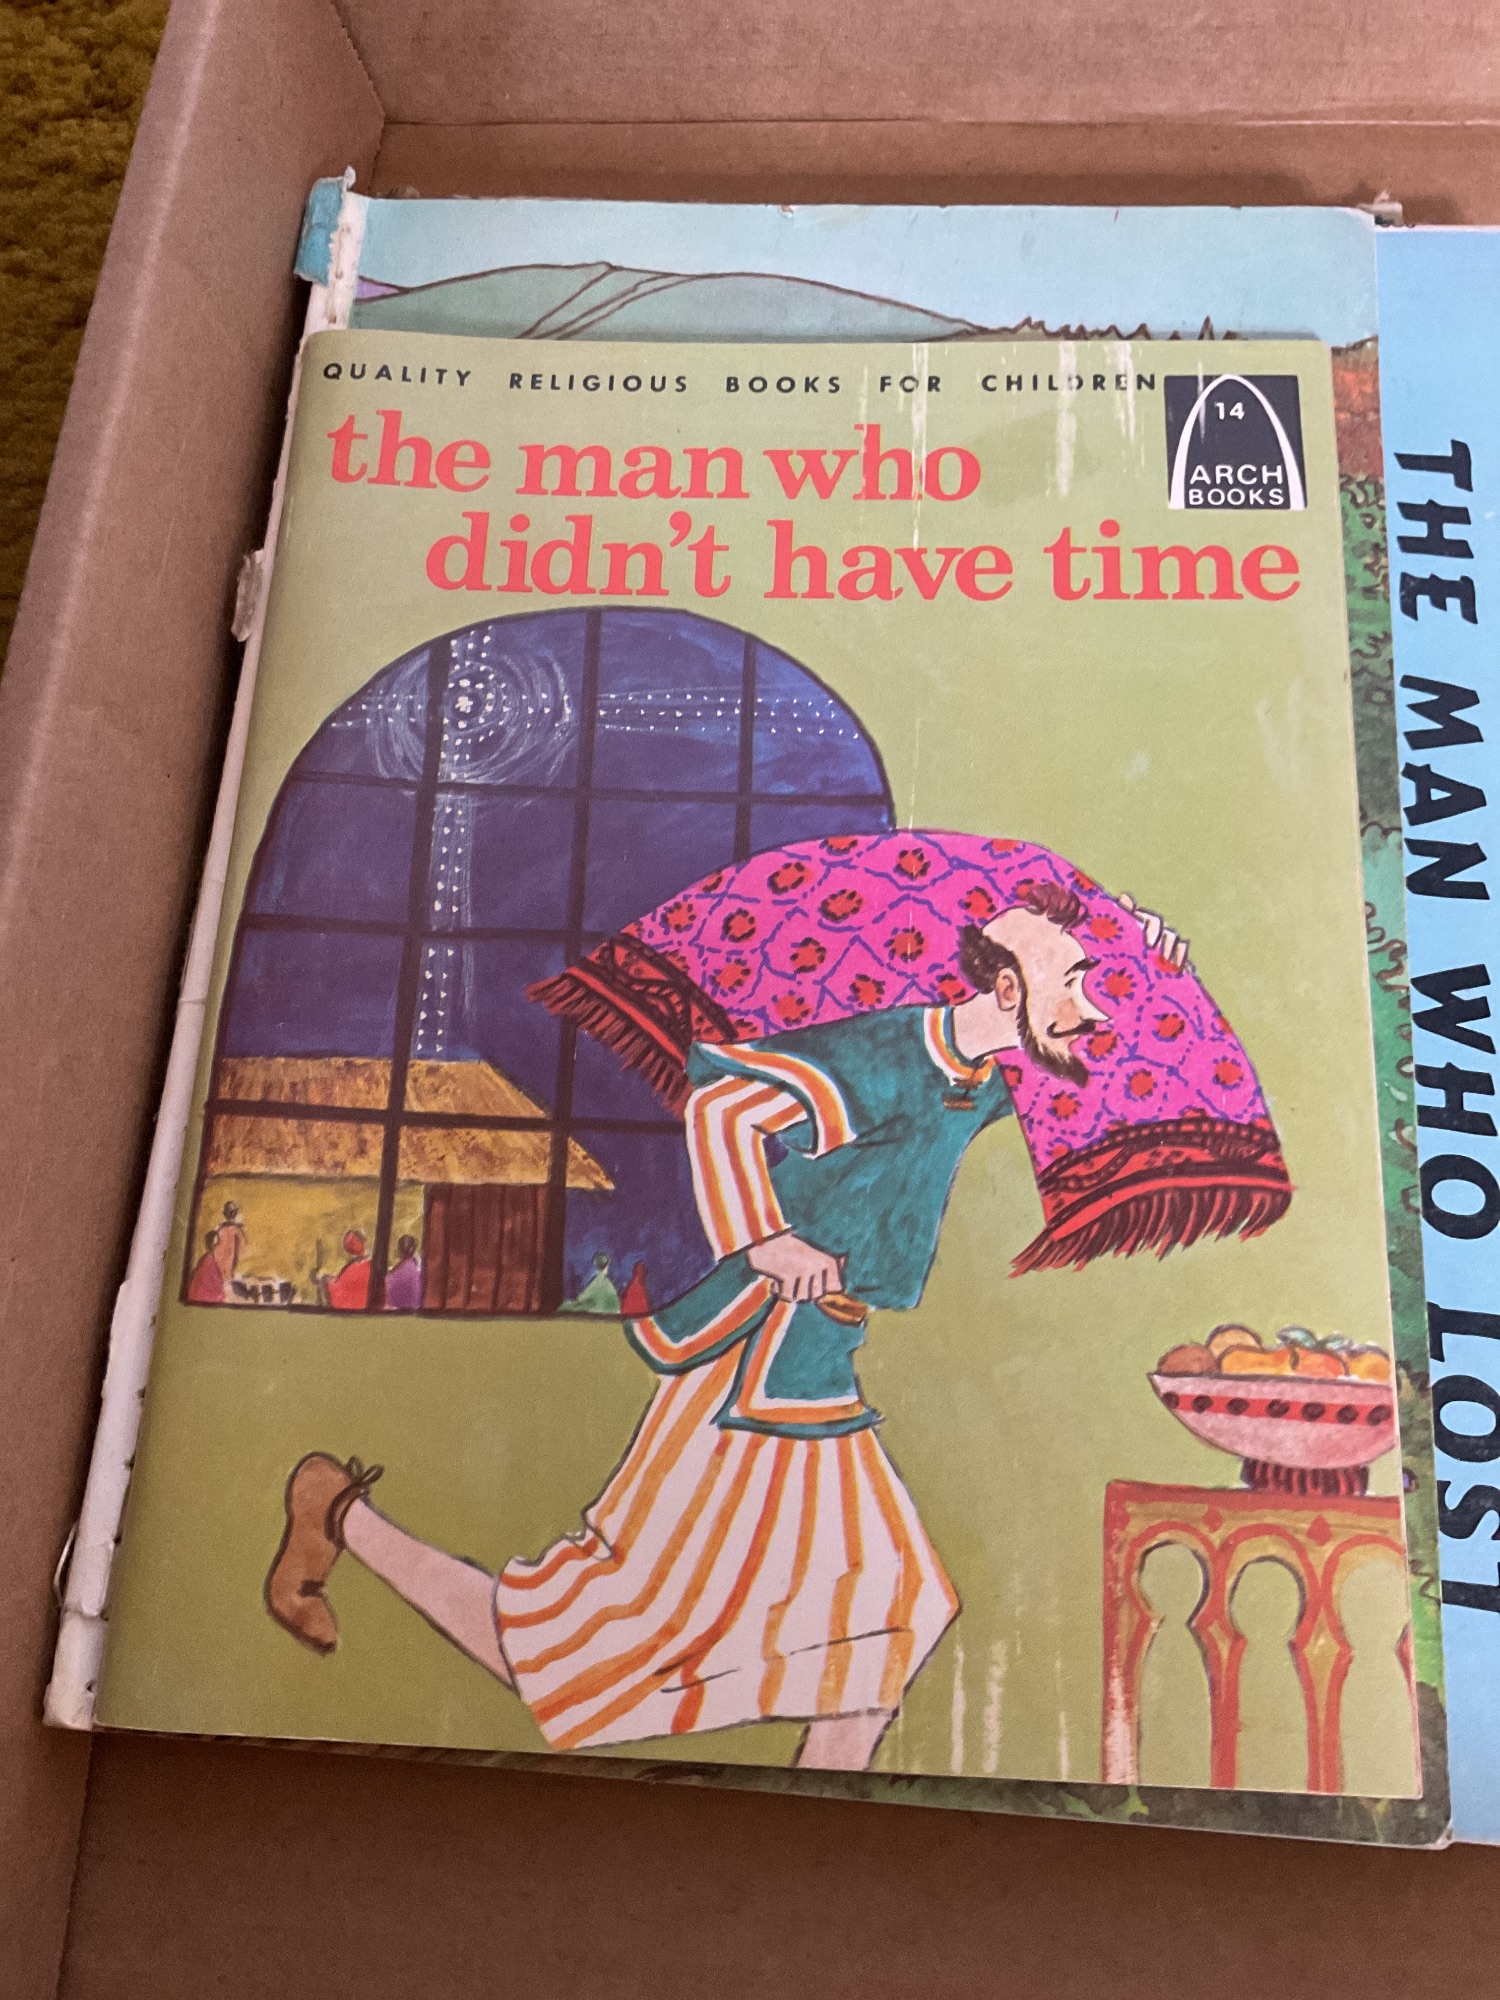 QUALITY RELIGIOUS BOOKS FOR CHILDREN
14
ARCH
BOOKS
the man who
didn't have time
THE MAN WHO LOST